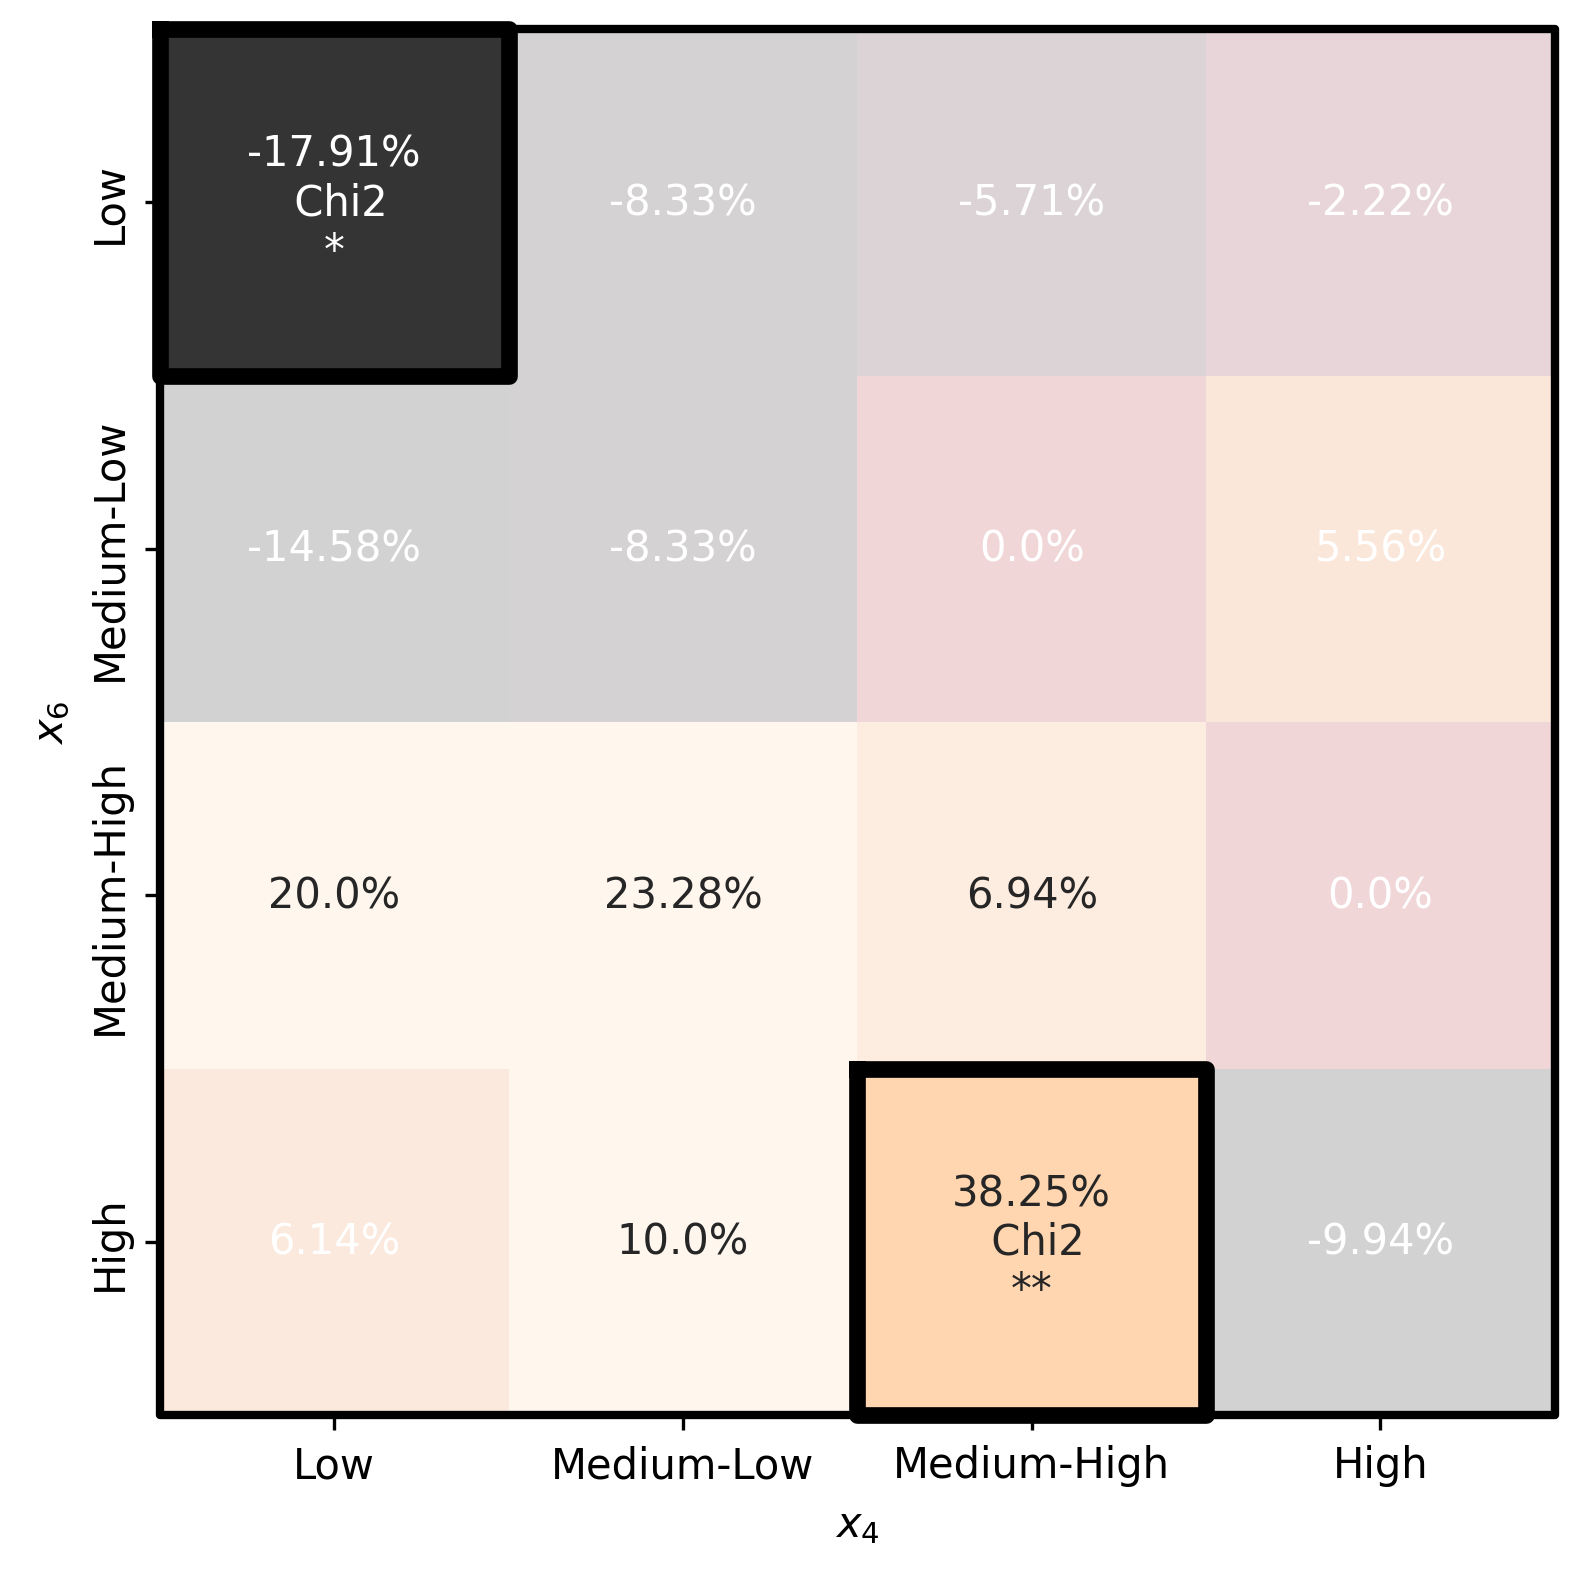 -17.91%
Chi2
*
-8.33%
-5.71%
-2.22%
-14.58%
-8.33%
0.0%
5.56%
20.0%
23.28%
6.94%
0.0%
6.14%
10.0%
38.25%
Chi2
**
-9.94%
Low
Medium-Low
Medium-High
High
x₆
Low
Medium-Low
Medium-High
High
x₄